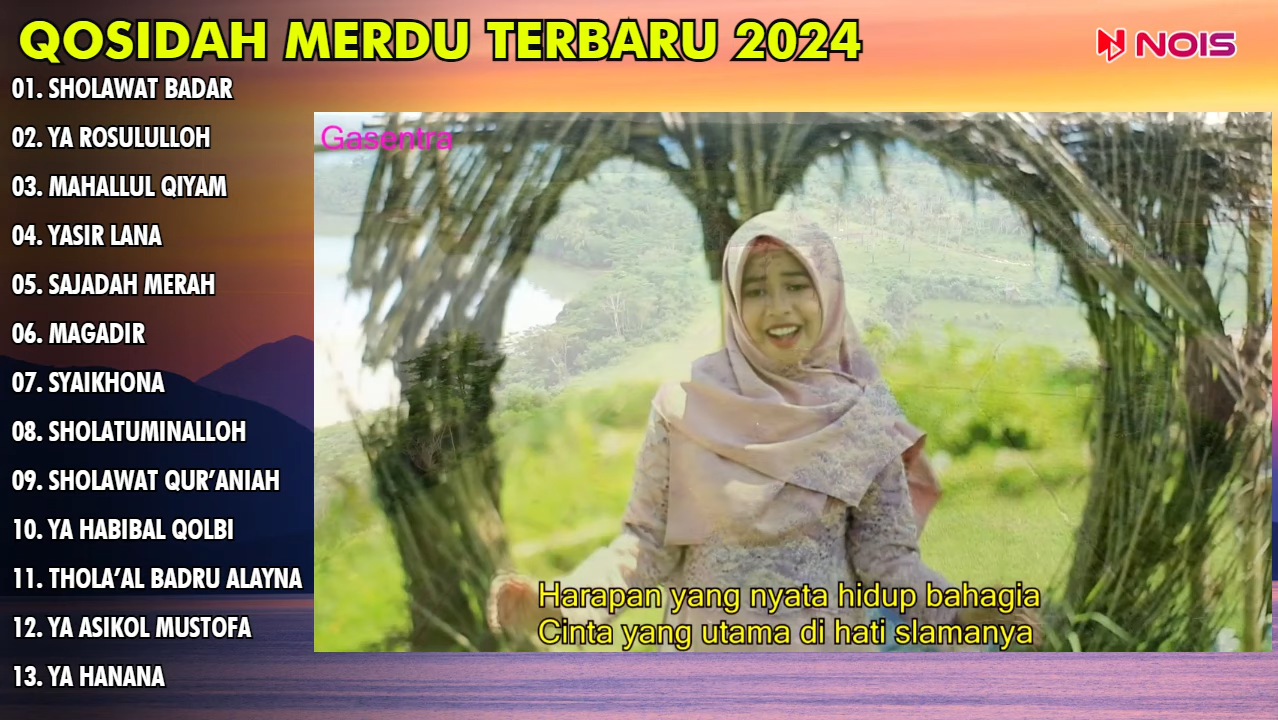 QOSIDAH MERDU TERBARU 2024
NOIS
01. SHOLAWAT BADAR
02. YA ROSULULLOH
03. MAHALLUL QIYAM
04. YASIR LANA
05. SAJADAH MERAH
06. MAGADIR
07. SYAIKHONA
08. SHOLATUMINALLOH
09. SHOLAWAT QUR’ANIAH
10. YA HABIBAL QOLBI
11. THOLA’AL BADRU ALAYNA
12. YA ASIKOL MUSTOFA
13. YA HANANA
Gasentra
Harapan yang nyata hidup bahagia
Cinta yang utama di hati slamanya